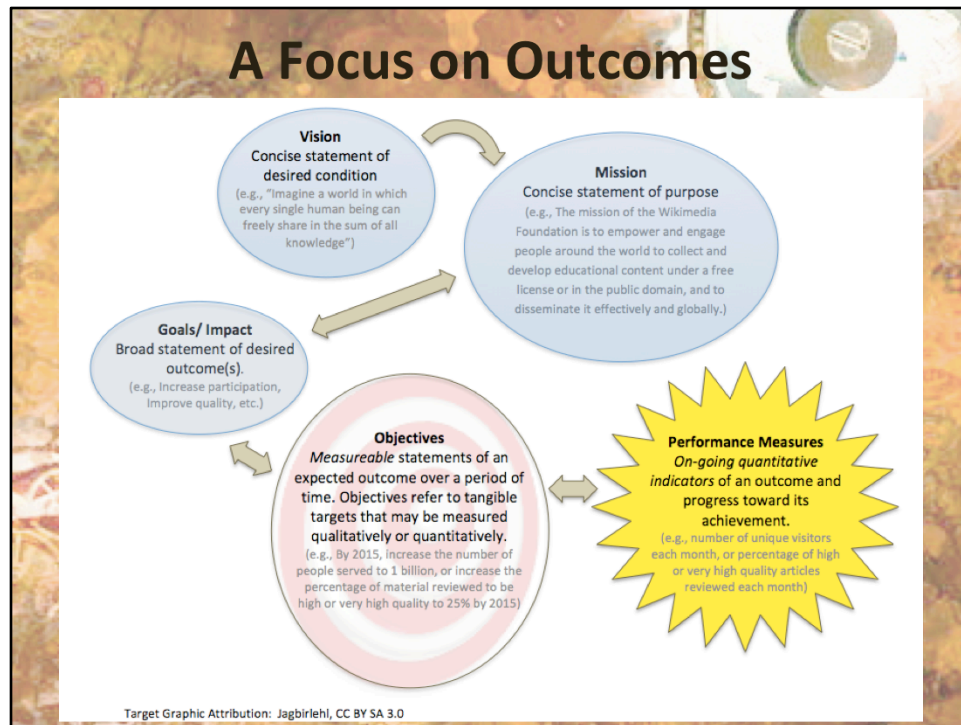 A Focus on Outcomes
Vision
Concise statement of
desired condition
(e.g., "Imagine a world in which
every single human being can
freely share in the sum of all
knowledge")
Mission
Concise statement of purpose
(e.g., The mission of the Wikimedia
Foundation is to empower and engage
people around the world to collect and
develop educational content under a free
license or in the public domain, and to
disseminate it effectively and globally.)
Goals/ Impact
Broad statement of desired
outcome(s).
(e.g., Increase participation,
Improve quality, etc.)
Objectives
Measureable statements of an
expected outcome over a period of
time. Objectives refer to tangible
targets that may be measured
qualitatively or quantitatively.
(e.g., By 2015, increase the number of
people served to 1 billion, or increase the
percentage of material reviewed to be
high or very high quality to 25% by 2015)
Performance Measures
On-going quantitative
indicators of an outcome and
progress toward its
achievement.
(e.g., number of unique visitors
each month, or percentage of high
or very high quality articles
reviewed each month)
Target Graphic Attribution: Jagbirlehl, CC BY SA 3.0